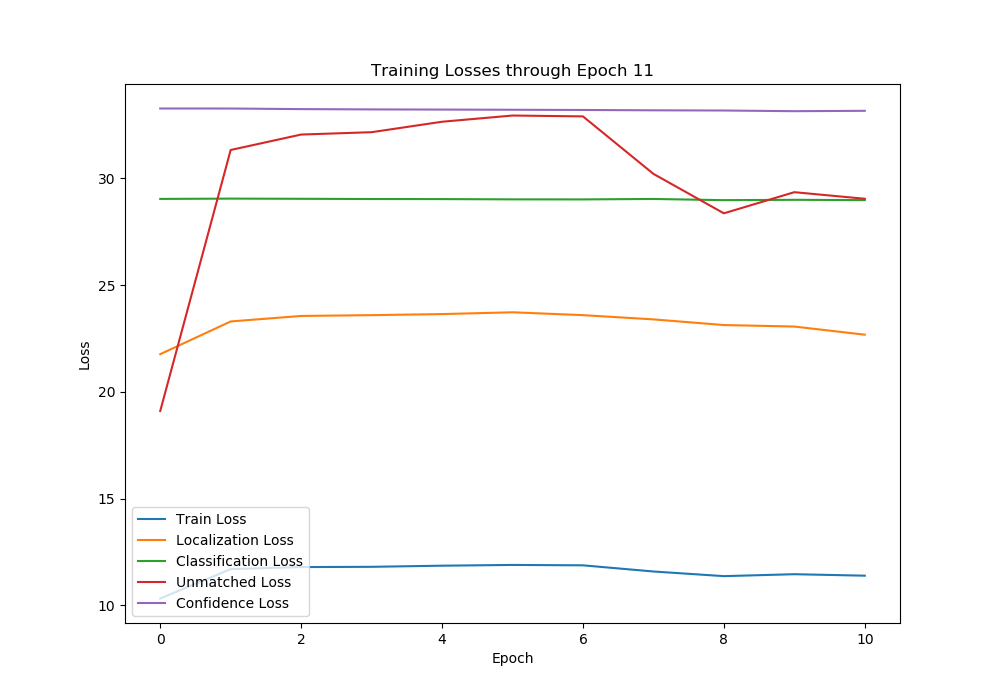 Training Losses through Epoch 11
Loss
30
25
20
15
10
Train Loss
Localization Loss
Classification Loss
Unmatched Loss
Confidence Loss
0 2 4 6 8 10
Epoch